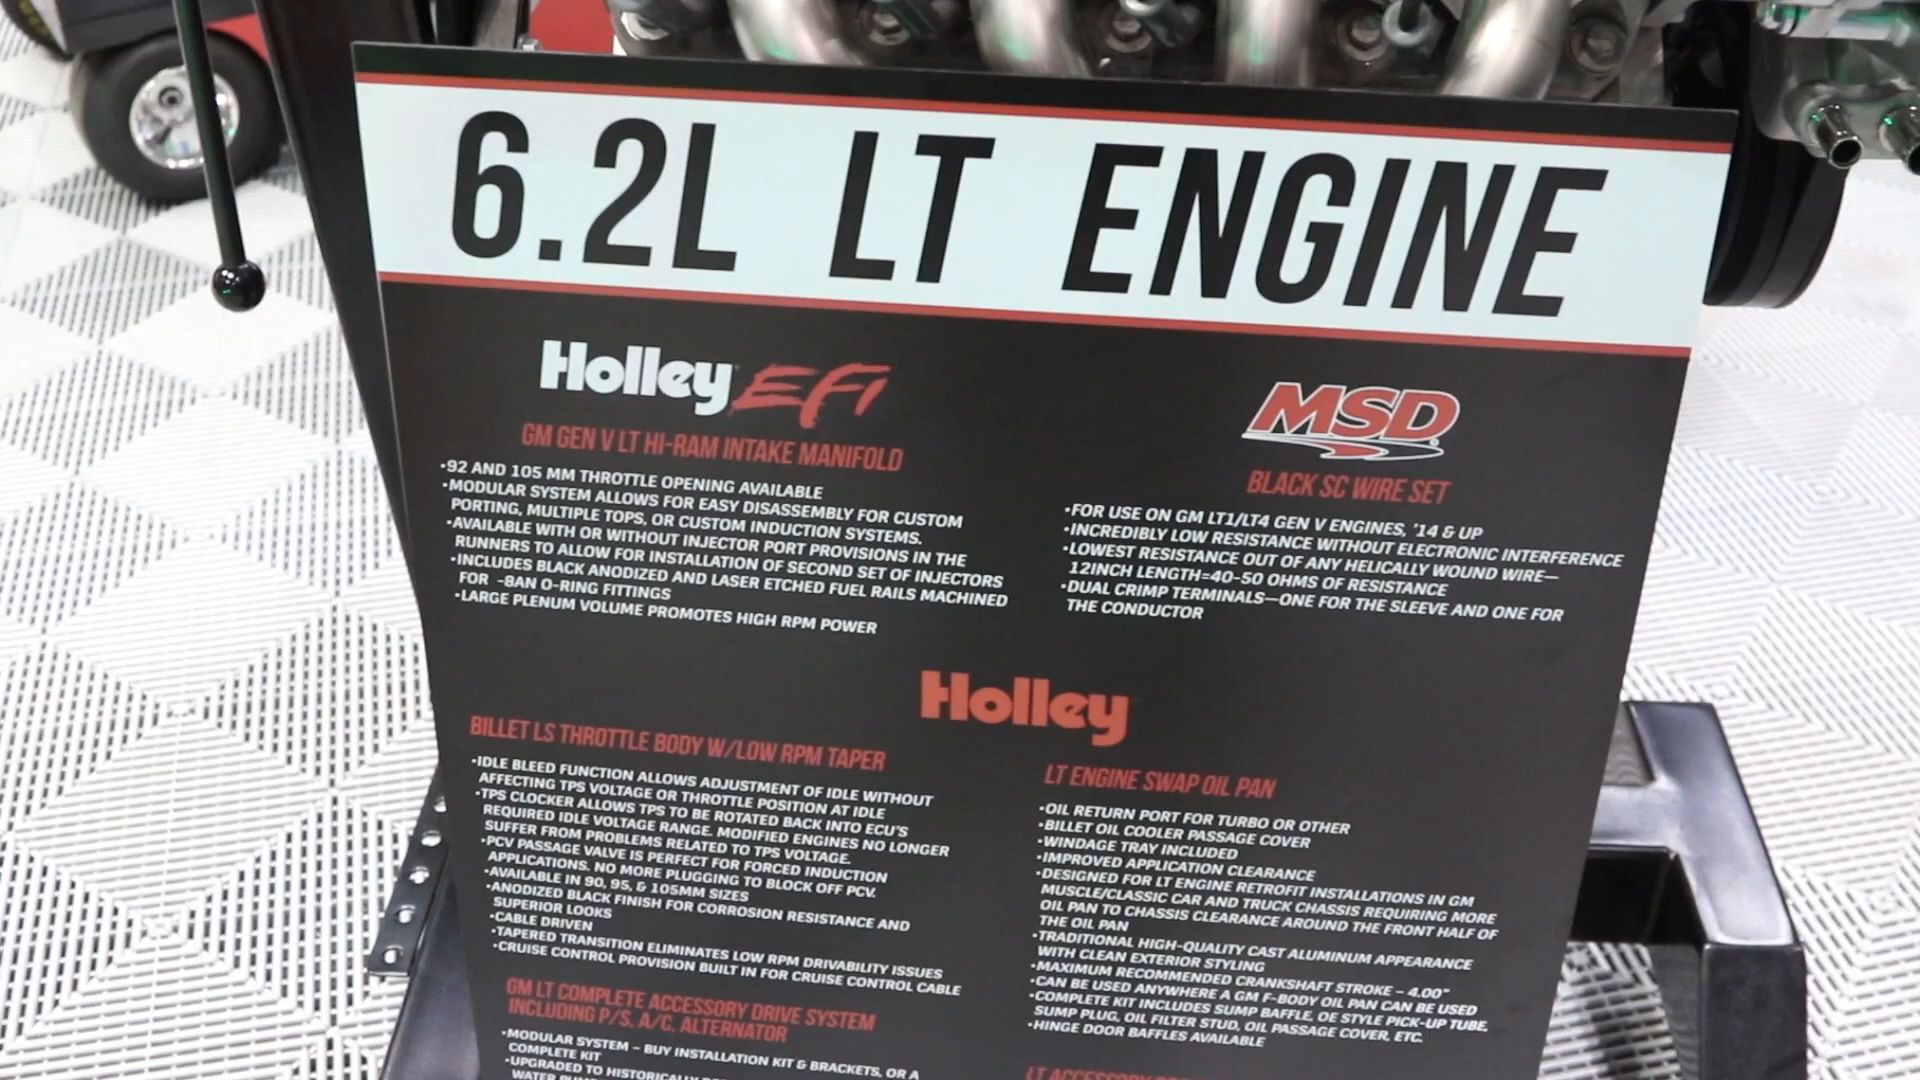 6.2L LT ENGINE
Holley EFI
GM GEN V LT HI-RAM INTAKE MANIFOLD
•92 AND 105 MM THROTTLE OPENING AVAILABLE
•MODULAR SYSTEM ALLOWS FOR EASY DISASSEMBLY FOR CUSTOM
PORTING, MULTIPLE TOPS, OR CUSTOM INDUCTION SYSTEMS.
•AVAILABLE WITH OR WITHOUT INJECTOR PORT PROVISIONS IN THE
RUNNERS TO ALLOW FOR INSTALLATION OF SECOND SET OF INJECTORS
•INCLUDES BLACK ANODIZED AND LASER ETCHED FUEL RAILS MACHINED
FOR -8AN O-RING FITTINGS
•LARGE PLENUM VOLUME PROMOTES HIGH RPM POWER
MSD
BLACK SC WIRE SET
•FOR USE ON GM LT1/LT4 GEN V ENGINES, '14 & UP
•INCREDIBLY LOW RESISTANCE WITHOUT ELECTRONIC INTERFERENCE
•LOWEST RESISTANCE OUT OF ANY HELICALLY WOUND WIRE—
12INCH LENGTH=40-50 OHMS OF RESISTANCE
•DUAL CRIMP TERMINALS—ONE FOR THE SLEEVE AND ONE FOR
THE CONDUCTOR
Holley
BILLET LS THROTTLE BODY W/LOW RPM TAPER
•IDLE BLEED FUNCTION ALLOWS ADJUSTMENT OF IDLE WITHOUT
AFFECTING TPS VOLTAGE OR THROTTLE POSITION AT IDLE
•TPS CLOCKER ALLOWS TPS TO BE ROTATED BACK INTO ECU'S
REQUIRED IDLE VOLTAGE RANGE. MODIFIED ENGINES NO LONGER
SUFFER FROM PROBLEMS RELATED TO TPS VOLTAGE.
•PCV PASSAGE VALVE IS PERFECT FOR FORCED INDUCTION
APPLICATIONS. NO MORE PLUGGING TO BLOCK OFF PCV.
•AVAILABLE IN 90, 95, & 105MM SIZES
•ANODIZED BLACK FINISH FOR CORROSION RESISTANCE AND
SUPERIOR LOOKS
•CABLE DRIVEN
•TAPERED TRANSITION ELIMINATES LOW RPM DRIVABILITY ISSUES
•CRUISE CONTROL PROVISION BUILT IN FOR CRUISE CONTROL CABLE
GM LT COMPLETE ACCESSORY DRIVE SYSTEM
INCLUDING P/S, A/C, ALTERNATOR
•MODULAR SYSTEM – BUY INSTALLATION KIT & BRACKETS, OR A
COMPLETE KIT
•UPGRADED TO HISTORICALLY
WATER
LT ENGINE SWAP OIL PAN
•OIL RETURN PORT FOR TURBO OR OTHER
•BILLET OIL COOLER PASSAGE COVER
•WINDAGE TRAY INCLUDED
•IMPROVED APPLICATION CLEARANCE
•DESIGNED FOR LT ENGINE RETROFIT INSTALLATIONS IN GM
MUSCLE/CLASSIC CAR AND TRUCK CHASSIS REQUIRING MORE
OIL PAN TO CHASSIS CLEARANCE AROUND THE FRONT HALF OF
THE OIL PAN
•TRADITIONAL HIGH-QUALITY CAST ALUMINUM APPEARANCE
WITH CLEAN EXTERIOR STYLING
•MAXIMUM RECOMMENDED CRANKSHAFT STROKE – 4.00"
•CAN BE USED ANYWHERE A GM F-BODY OIL PAN CAN BE USED
•COMPLETE KIT INCLUDES SUMP BAFFLE, OE STYLE PICK-UP TUBE,
SUMP PLUG, OIL FILTER STUD, OIL PASSAGE COVER, ETC.
•HINGE DOOR BAFFLES AVAILABLE
LT